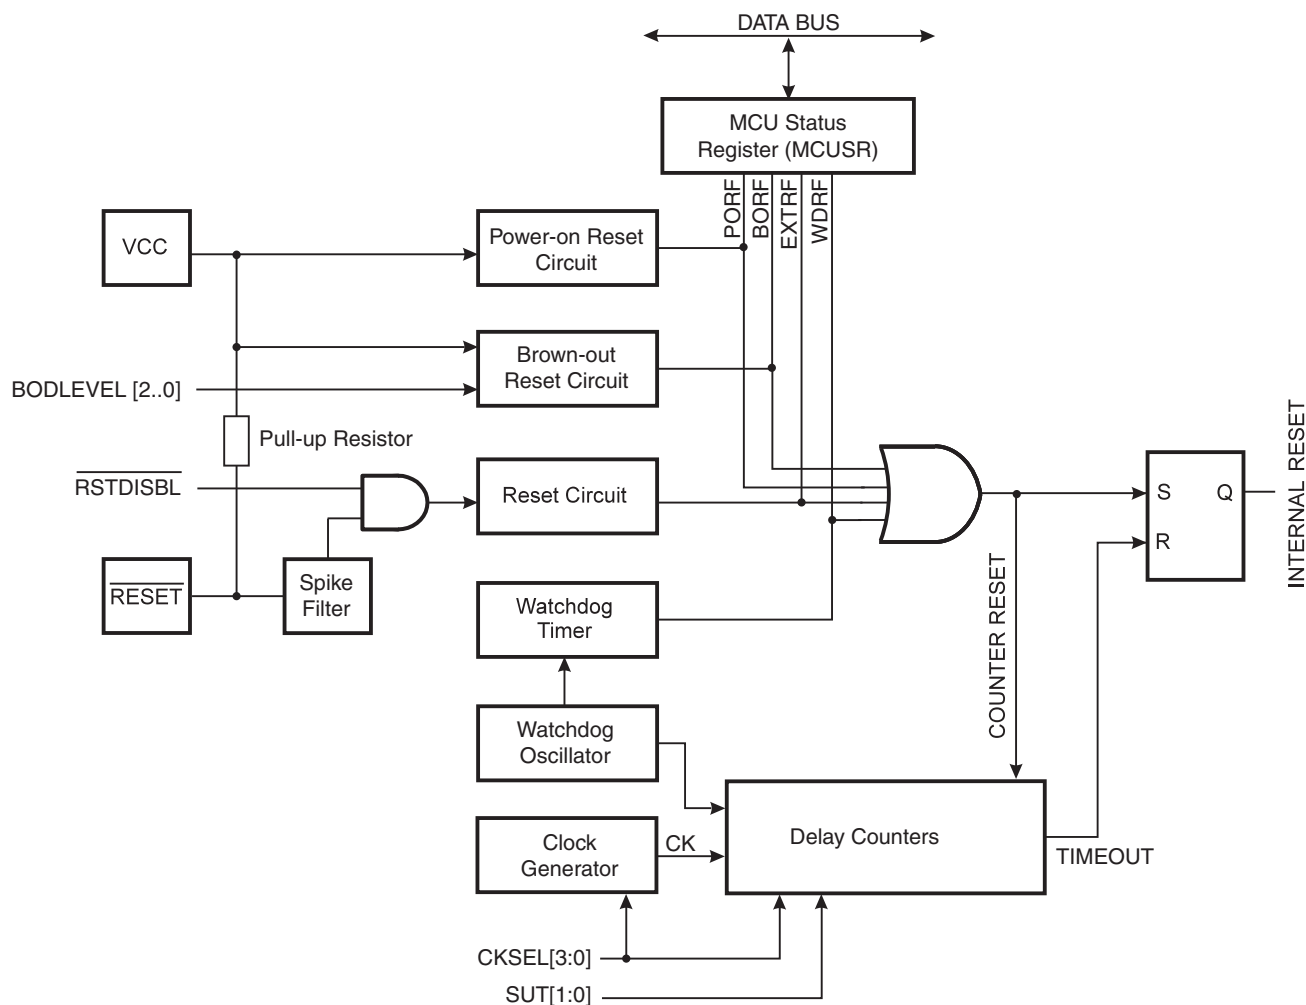 DATA BUS
MCU Status
Register (MCUSR)
PORF
BORF
EXTRF
WDRF
VCC
Power-on Reset
Circuit
Brown-out
Reset Circuit
BODLEVEL [2..0]
Pull-up Resistor
RSTDISBL
Reset Circuit
S
Q
R
INTERNAL RESET
RESET
Spike
Filter
Watchdog
Timer
COUNTER RESET
Watchdog
Oscillator
Clock
Generator
CK
Delay Counters
TIMEOUT
CKSEL[3:0]
SUT[1:0]